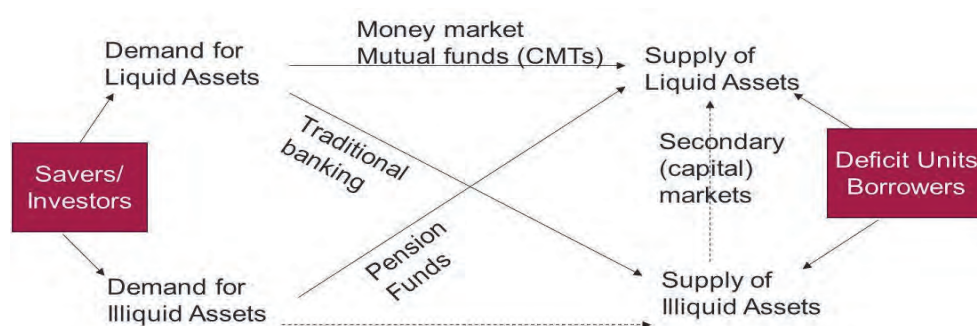 Money market
Mutual funds (CMTs)
Demand for
Liquid Assets
Supply of
Liquid Assets
Traditional
banking
Secondary
(capital)
markets
Savers/
Investors
Deficit Units
Borrowers
Pension
Funds
Demand for
Illiquid Assets
Supply of
Illiquid Assets